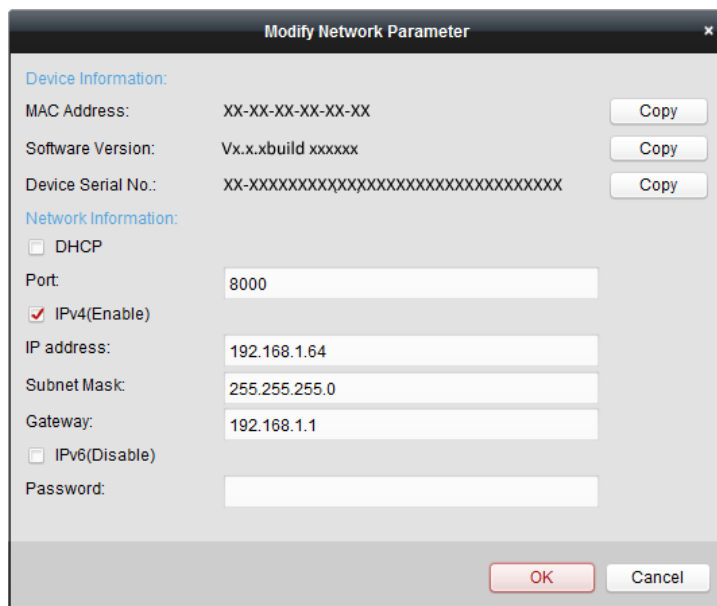 Modify Network Parameter ×
Device Information:
MAC Address: XX-XX-XX-XX-XX-XX Copy
Software Version: Vx.x.xbuild xxxxxx Copy
Device Serial No.: XX-XXXXXXXXXXXXXXXXXXXXXXXXXXXXXXXX Copy
Network Information:
DHCP
Port: 8000
IPv4(Enable)
IP address: 192.168.1.64
Subnet Mask: 255.255.255.0
Gateway: 192.168.1.1
IPv6(Disable)
Password:
OK Cancel